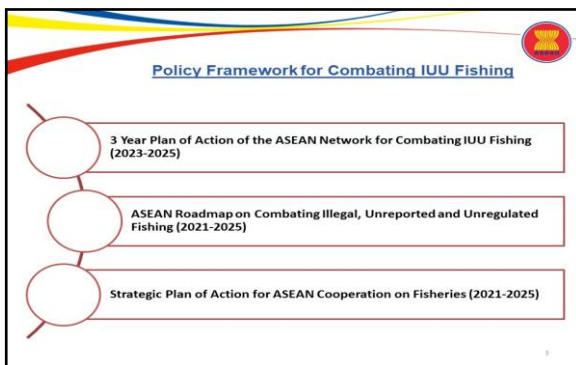 asean
Policy Framework for Combating IUU Fishing
3 Year Plan of Action of the ASEAN Network for Combating IUU Fishing
(2023-2025)
ASEAN Roadmap on Combating Illegal, Unreported and Unregulated
Fishing (2021-2025)
Strategic Plan of Action for ASEAN Cooperation on Fisheries (2021-2025)
3